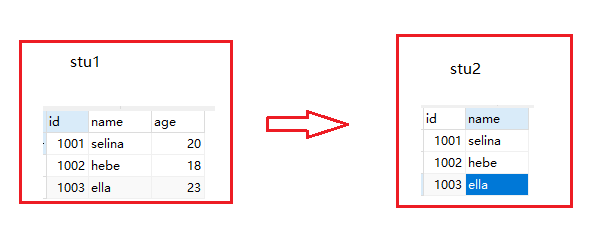 stu1
id name age
1001 selina 20
1002 hebe 18
1003 ella 23
stu2
id name
1001 selina
1002 hebe
1003 ella